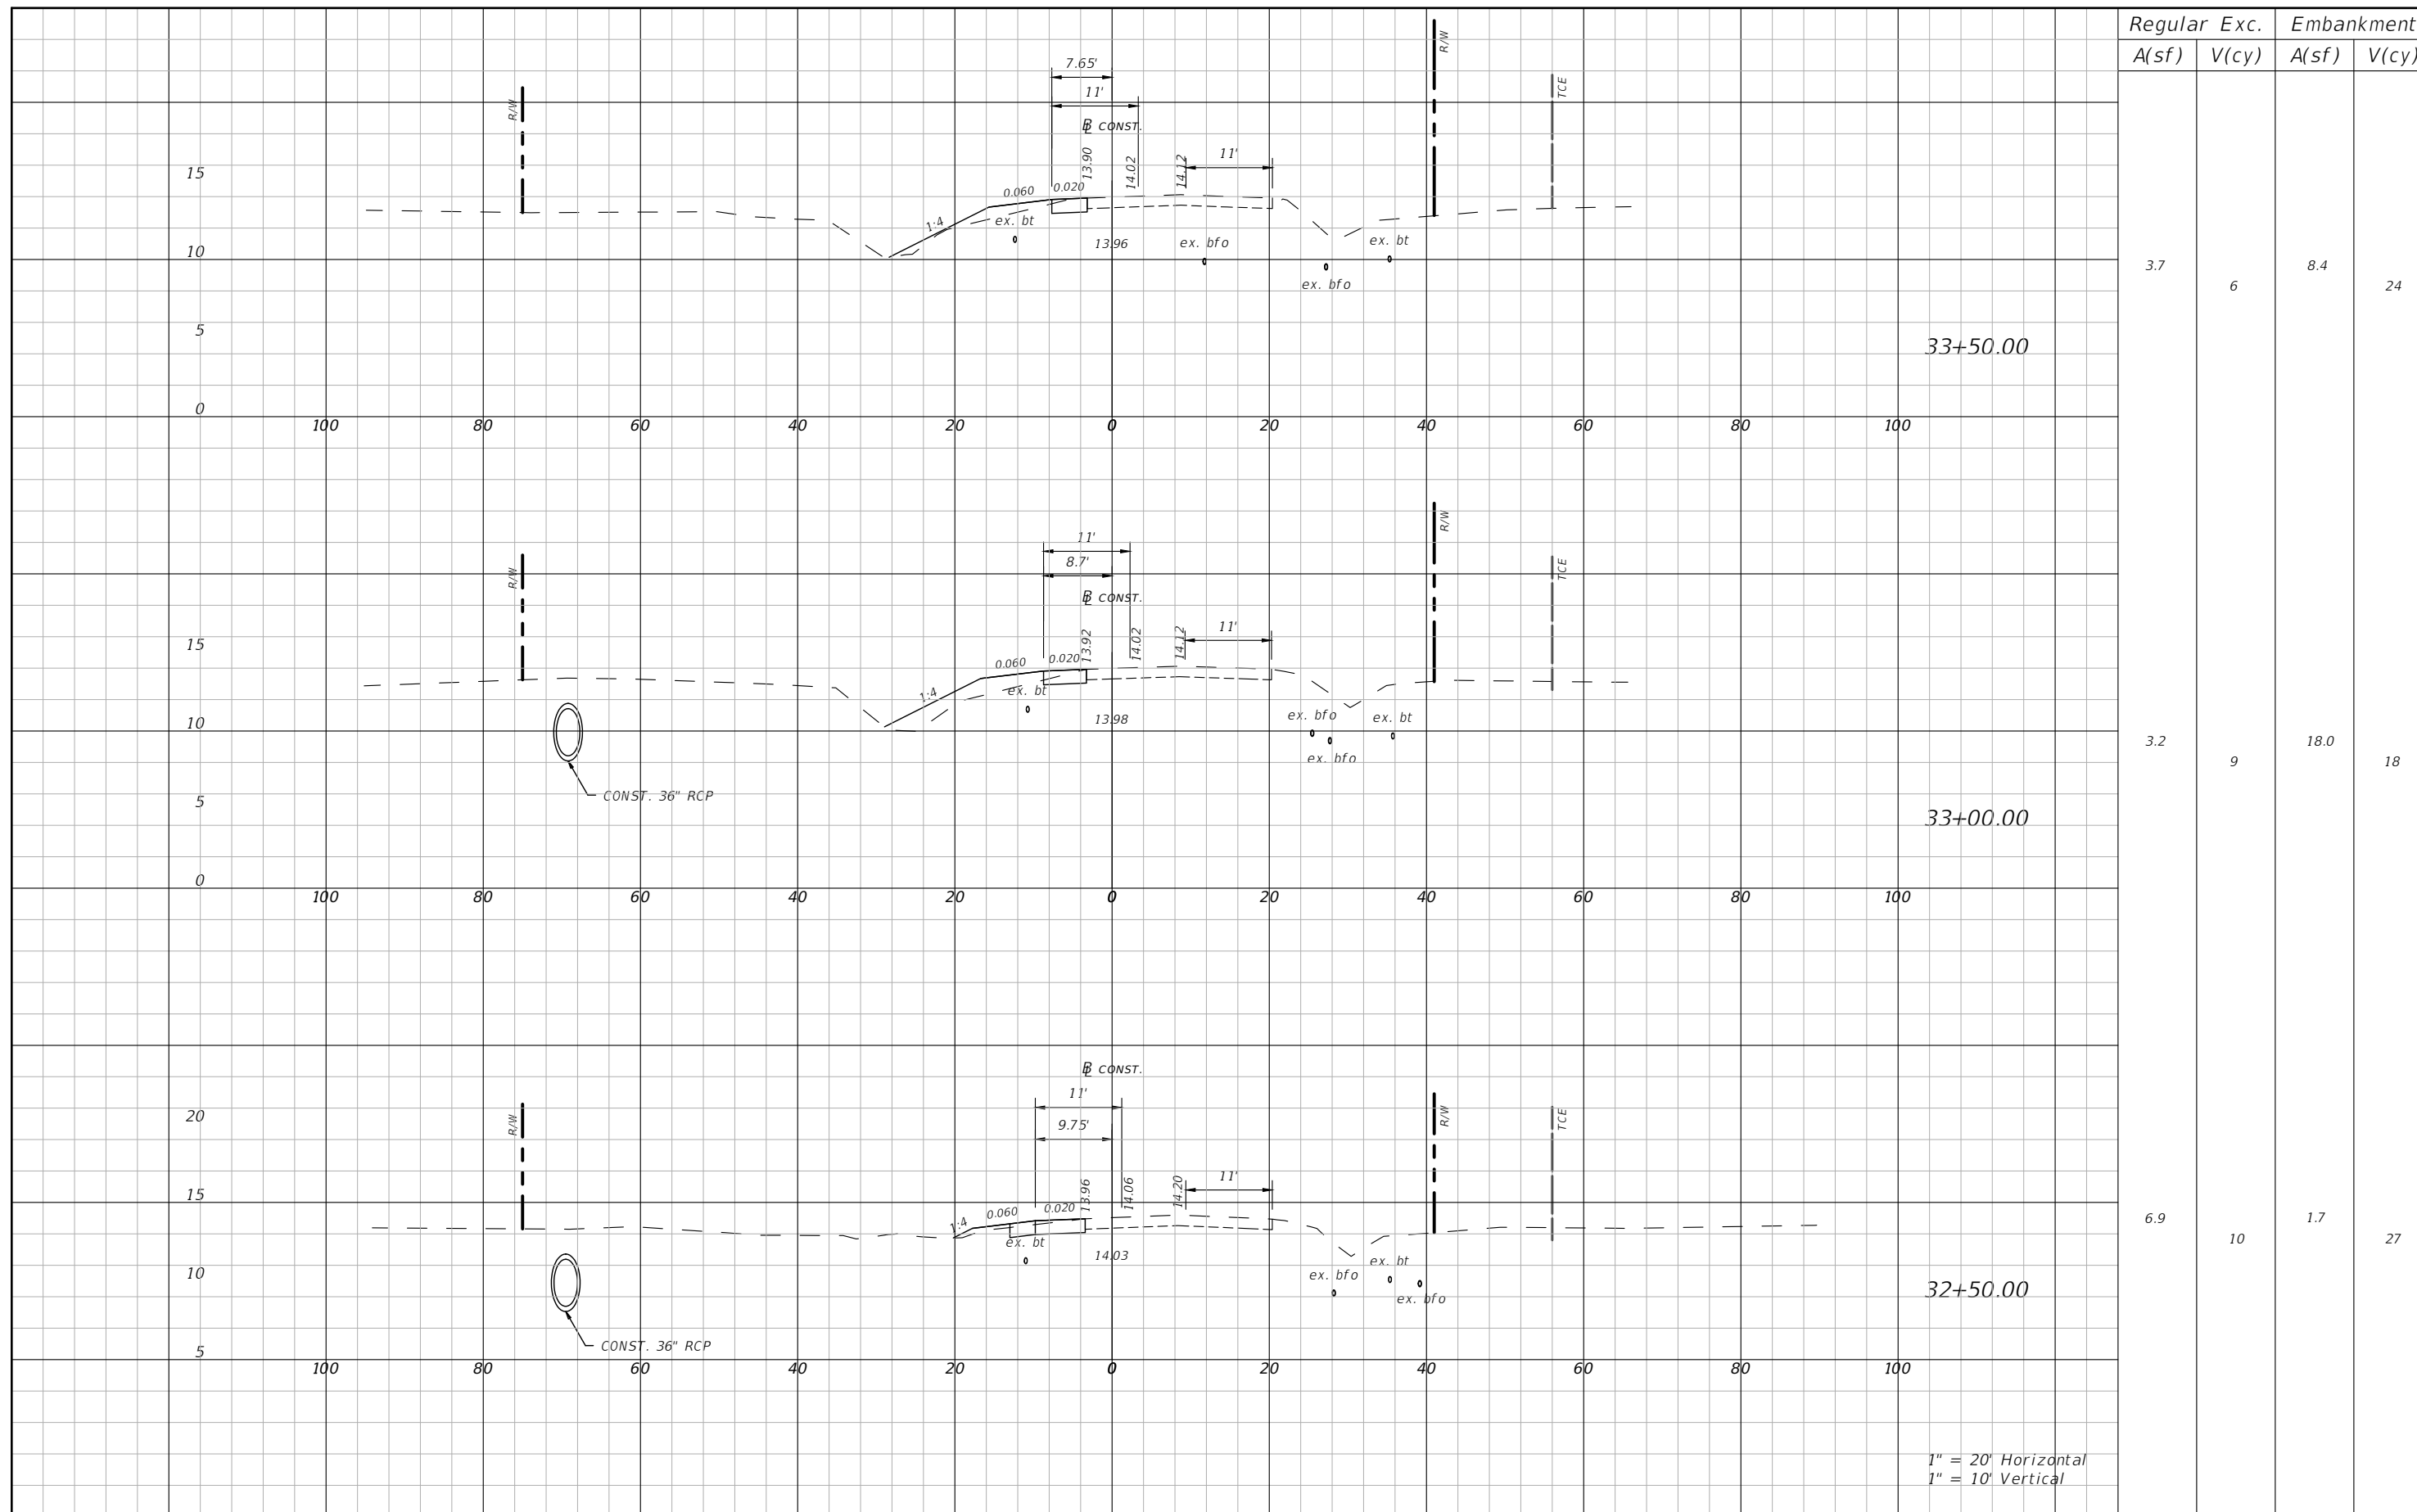 Regular Exc. Embankment
A(sf) V(cy) A(sf) V(cy)
R/W
R/W
TCE
7.65'
11'
BL CONST.
13.90
14.02
14.12
11'
15
0.060 0.020
1:4
ex. bt
13.96
ex. bfo
ex. bt
10
ex. bfo
3.7 8.4
6 24
5
33+50.00
0
100 80 60 40 20 0 20 40 60 80 100
R/W
R/W
TCE
11'
8.7'
BL CONST.
13.92
14.02
14.12
11'
15
0.060 0.020
1:4
ex. bt
13.98
ex. bfo
ex. bt
10
ex. bfo
3.2 18.0
9 18
CONST. 36" RCP
5
33+00.00
0
100 80 60 40 20 0 20 40 60 80 100
BL CONST.
R/W
R/W
TCE
11'
20
9.75'
13.96
14.06
14.20
11'
15
1:4
0.060 0.020
ex. bt
14.03
ex. bt
10
ex. bfo
ex. bfo
6.9 1.7
10 27
32+50.00
CONST. 36" RCP
5
100 80 60 40 20 0 20 40 60 80 100
1" = 20' Horizontal
1" = 10' Vertical